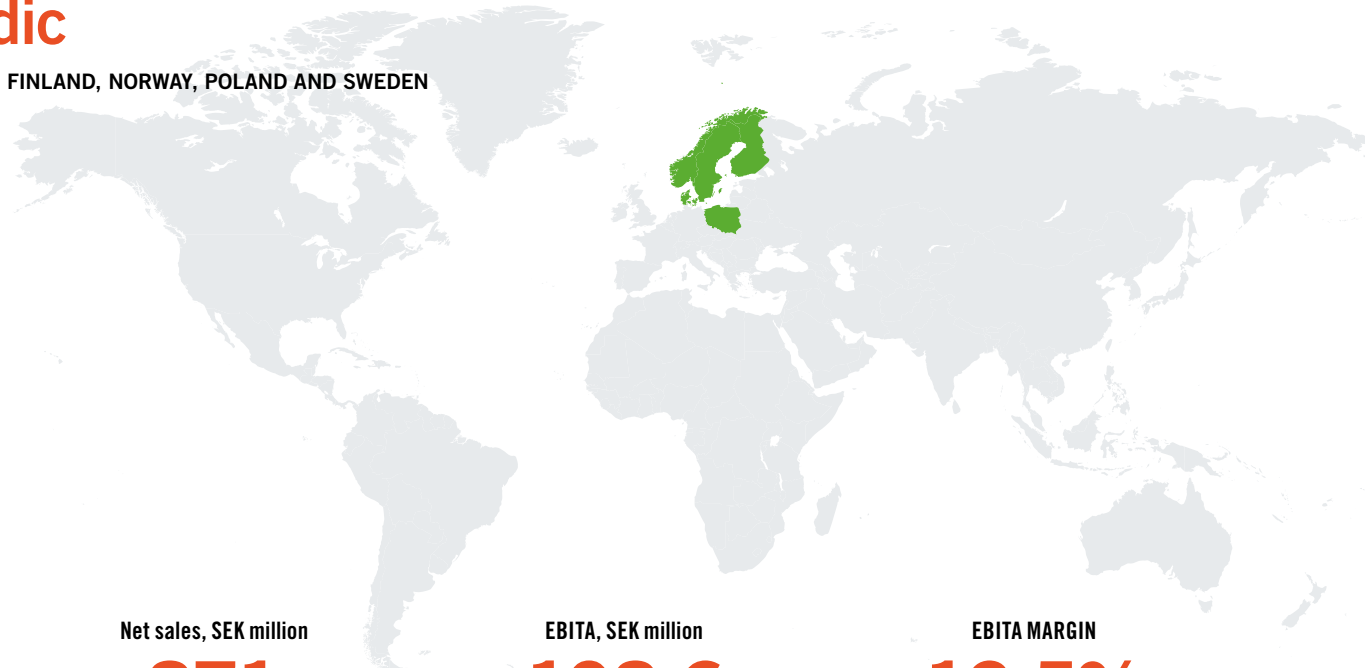 dic
FINLAND, NORWAY, POLAND AND SWEDEN
Net sales, SEK million
EBITA, SEK million
EBITA MARGIN